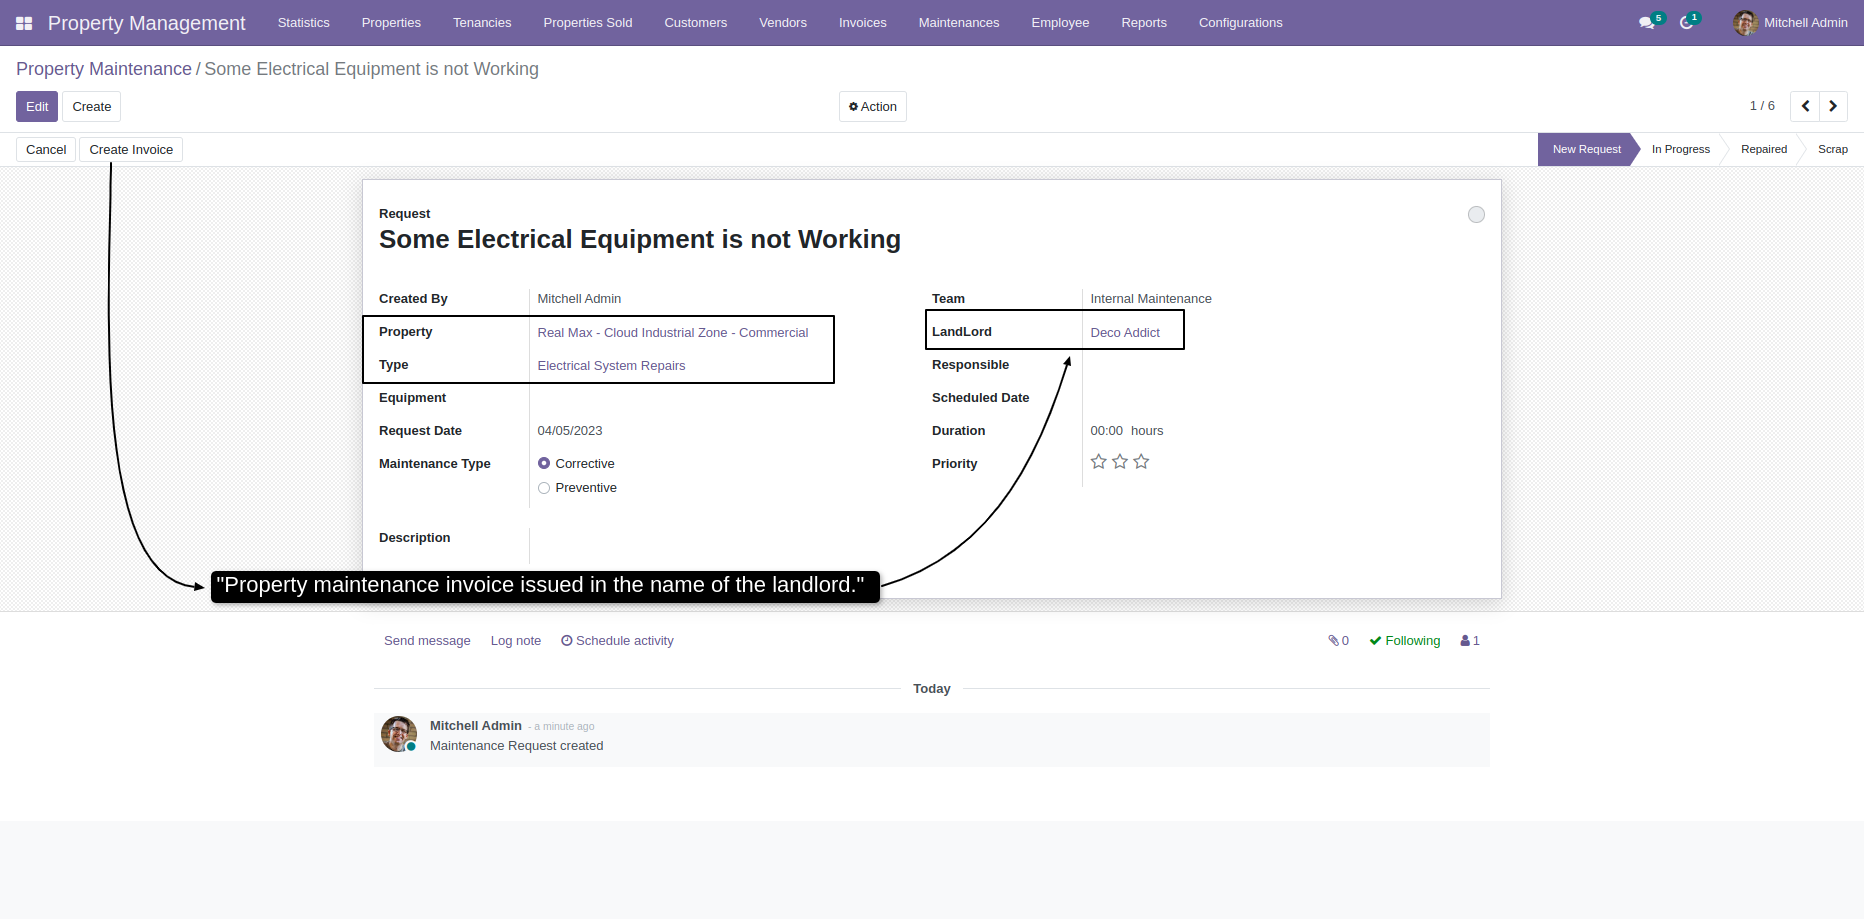 Property Management Statistics Properties Tenancies Properties Sold Customers Vendors Invoices Maintenances Employee Reports Configurations 5 1 Mitchell Admin
Property Maintenance / Some Electrical Equipment is not Working
Edit Create Action 1 / 6
Cancel Create Invoice New Request In Progress Repaired Scrap
Request
Some Electrical Equipment is not Working
Created By Mitchell Admin Team Internal Maintenance
Property Real Max - Cloud Industrial Zone - Commercial LandLord Deco Addict
Type Electrical System Repairs Responsible
Equipment Scheduled Date
Request Date 04/05/2023 Duration 00:00 hours
Maintenance Type Corrective Priority
Preventive
Description
"Property maintenance invoice issued in the name of the landlord."
Send message Log note Schedule activity 0 Following 1
Today
Mitchell Admin - a minute ago
Maintenance Request created